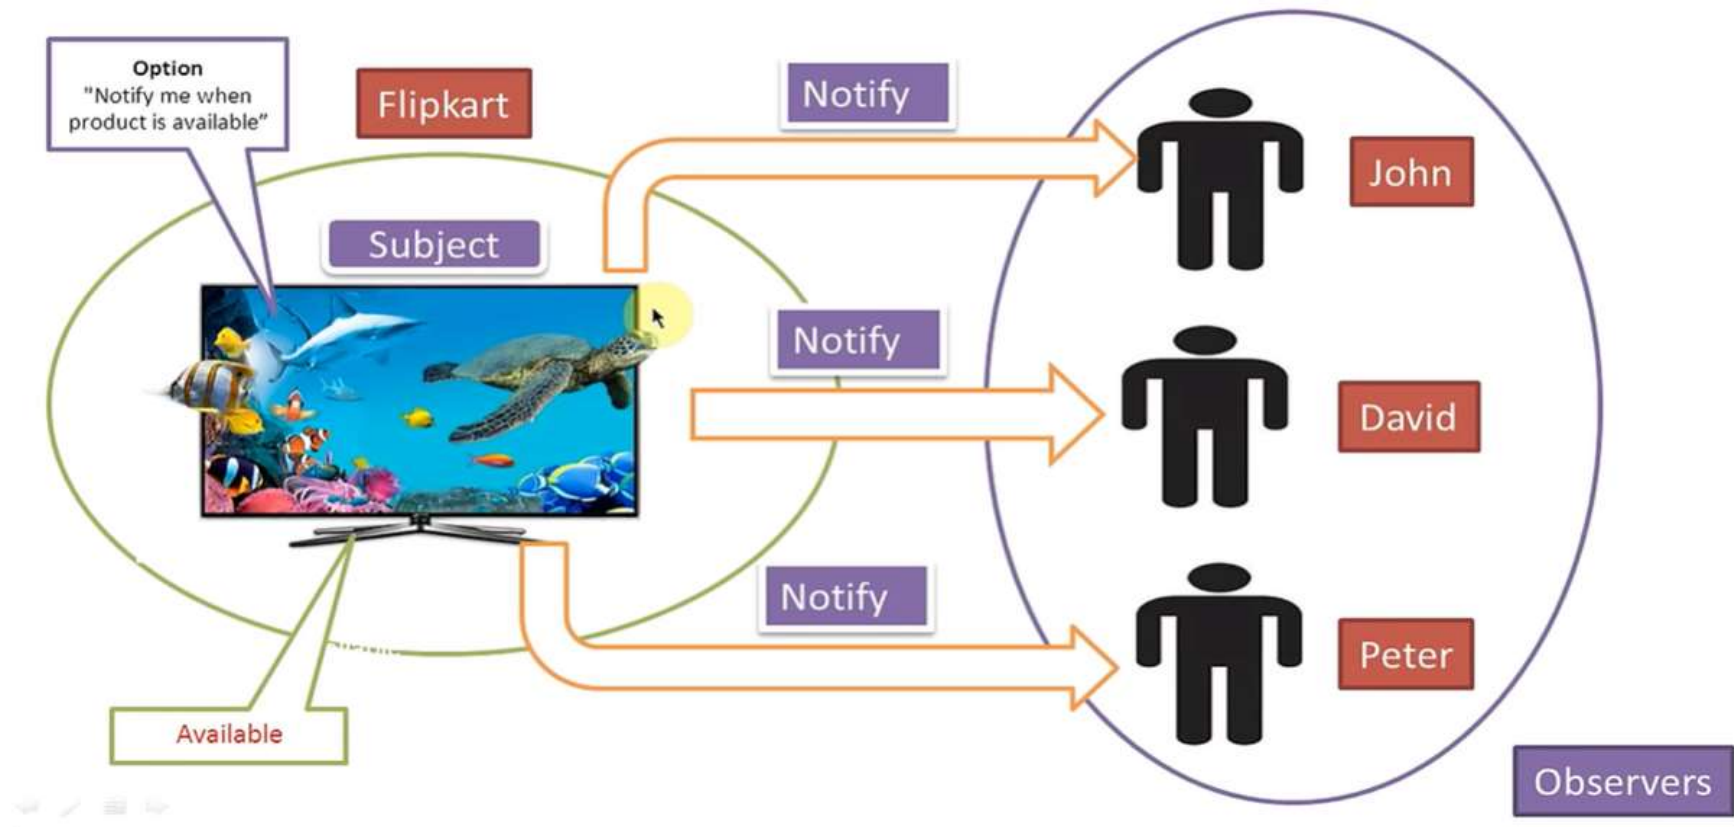 Option
"Notify me when
product is available”
Flipkart
Notify
John
Subject
Notify
David
Notify
Peter
Available
Observers